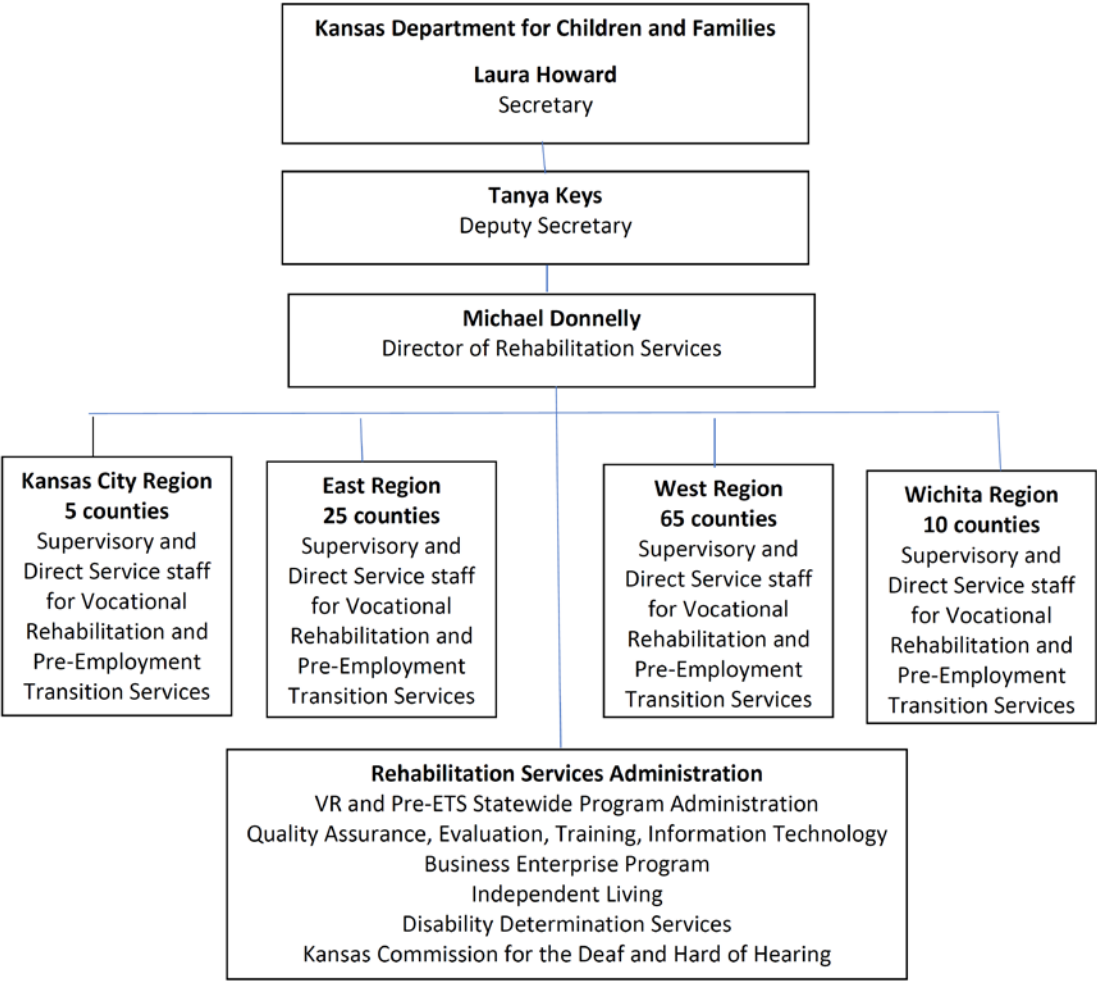 Kansas Department for Children and Families
Laura Howard
Secretary
Tanya Keys
Deputy Secretary
Michael Donnelly
Director of Rehabilitation Services
Kansas City Region
5 counties
Supervisory and
Direct Service staff
for Vocational
Rehabilitation and
Pre-Employment
Transition Services
East Region
25 counties
Supervisory and
Direct Service staff
for Vocational
Rehabilitation and
Pre-Employment
Transition Services
West Region
65 counties
Supervisory and
Direct Service staff
for Vocational
Rehabilitation and
Pre-Employment
Transition Services
Wichita Region
10 counties
Supervisory and
Direct Service staff
for Vocational
Rehabilitation and
Pre-Employment
Transition Services
Rehabilitation Services Administration
VR and Pre-ETS Statewide Program Administration
Quality Assurance, Evaluation, Training, Information Technology
Business Enterprise Program
Independent Living
Disability Determination Services
Kansas Commission for the Deaf and Hard of Hearing